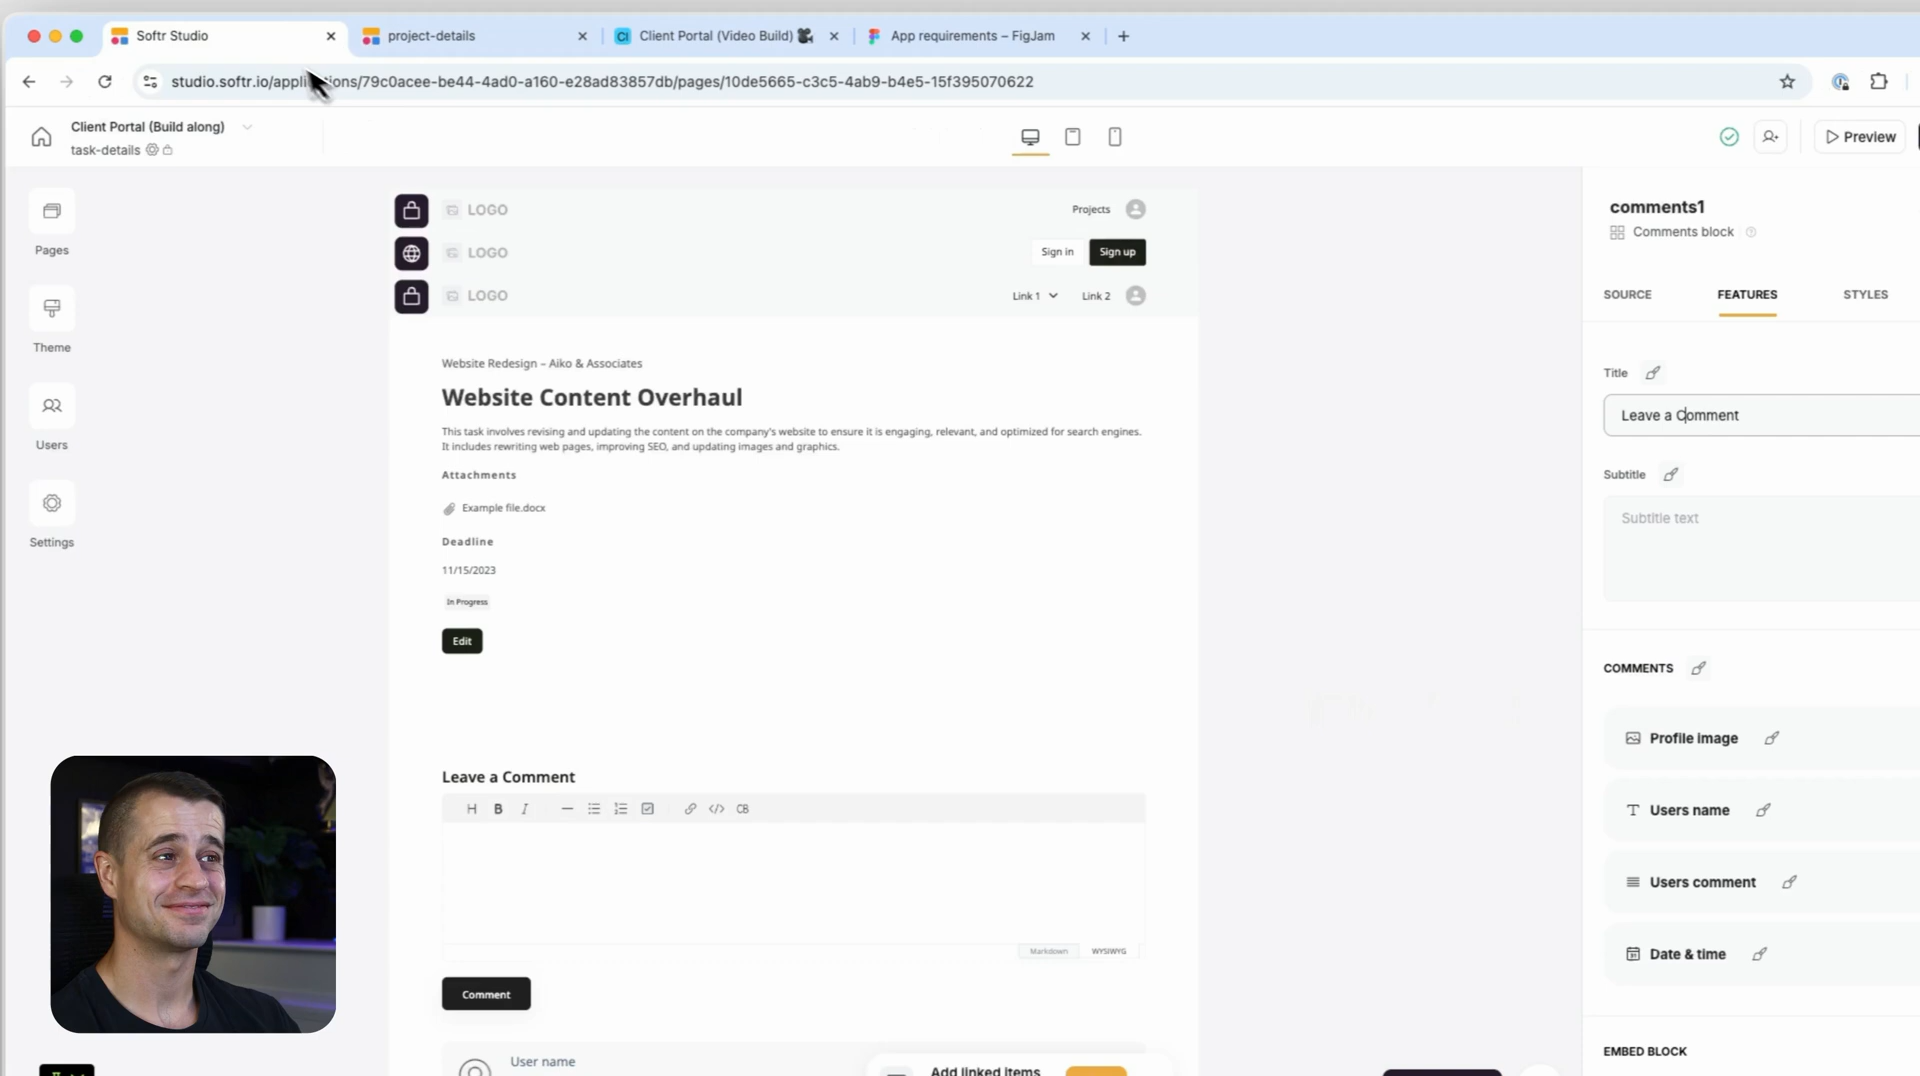 Softr Studio
project-details
Client Portal (Video Build)
App requirements – FigJam
studio.softr.io/applications/79c0acee-be44-4ad0-a160-e28ad83857db/pages/10de5665-c3c5-4ab9-b4e5-15f395070622
Client Portal (Build along)
task-details
Preview
Pages
Theme
Users
Settings
LOGO
Projects
LOGO
Sign in
Sign up
LOGO
Link 1
Link 2
Website Redesign – Aiko & Associates
Website Content Overhaul
This task involves revising and updating the content on the company's website to ensure it is engaging, relevant, and optimized for search engines.
It includes rewriting web pages, improving SEO, and updating images and graphics.
Attachments
Example file.docx
Deadline
11/15/2023
In Progress
Edit
Leave a Comment
H B I
CB
Markdown
WYSIWYG
Comment
User name
Add linked items
comments1
Comments block
SOURCE
FEATURES
STYLES
Title
Leave a Comment
Subtitle
Subtitle text
COMMENTS
Profile image
Users name
Users comment
Date & time
EMBED BLOCK